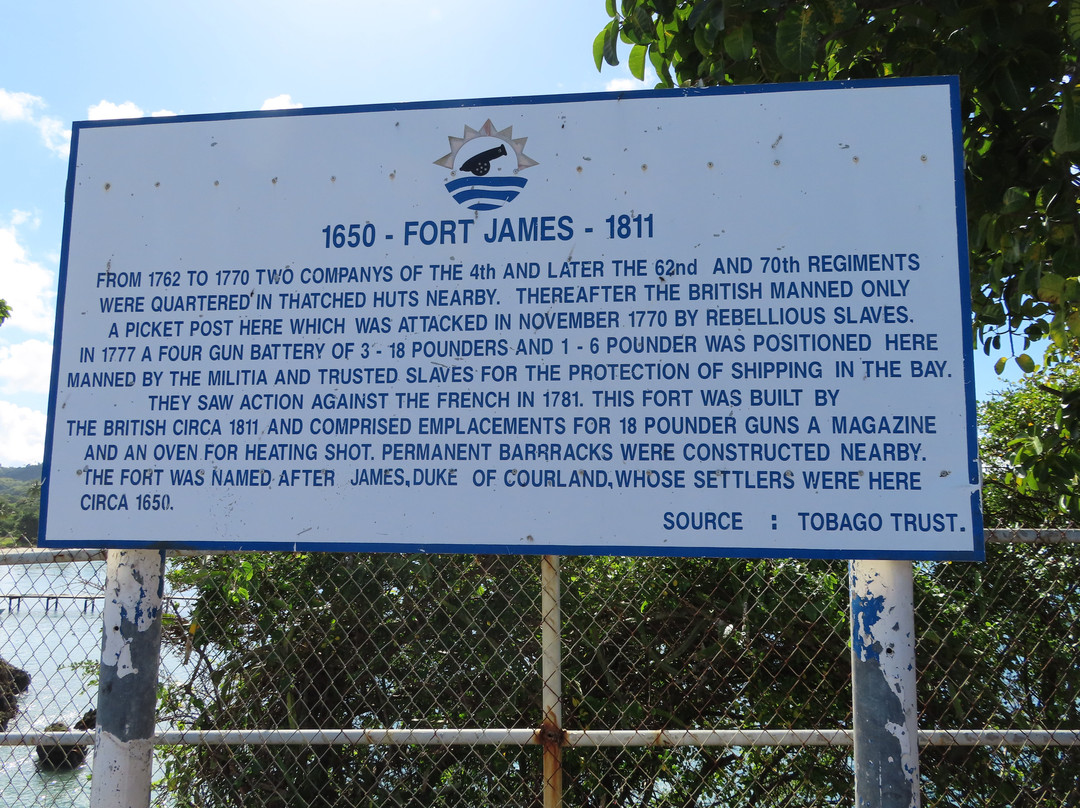 1650 - FORT JAMES - 1811
FROM 1762 TO 1770 TWO COMPANYS OF THE 4th AND LATER THE 62nd AND 70th REGIMENTS
WERE QUARTERED IN THATCHED HUTS NEARBY. THEREAFTER THE BRITISH MANNED ONLY
A PICKET POST HERE WHICH WAS ATTACKED IN NOVEMBER 1770 BY REBELLIOUS SLAVES.
IN 1777 A FOUR GUN BATTERY OF 3 - 18 POUNDERS AND 1 - 6 POUNDER WAS POSITIONED HERE
MANNED BY THE MILITIA AND TRUSTED SLAVES FOR THE PROTECTION OF SHIPPING IN THE BAY.
THEY SAW ACTION AGAINST THE FRENCH IN 1781. THIS FORT WAS BUILT BY
THE BRITISH CIRCA 1811 AND COMPRISED EMPLACEMENTS FOR 18 POUNDER GUNS A MAGAZINE
AND AN OVEN FOR HEATING SHOT. PERMANENT BARRRACKS WERE CONSTRUCTED NEARBY.
THE FORT WAS NAMED AFTER JAMES, DUKE OF COURLAND, WHOSE SETTLERS WERE HERE
CIRCA 1650.
SOURCE : TOBAGO TRUST.